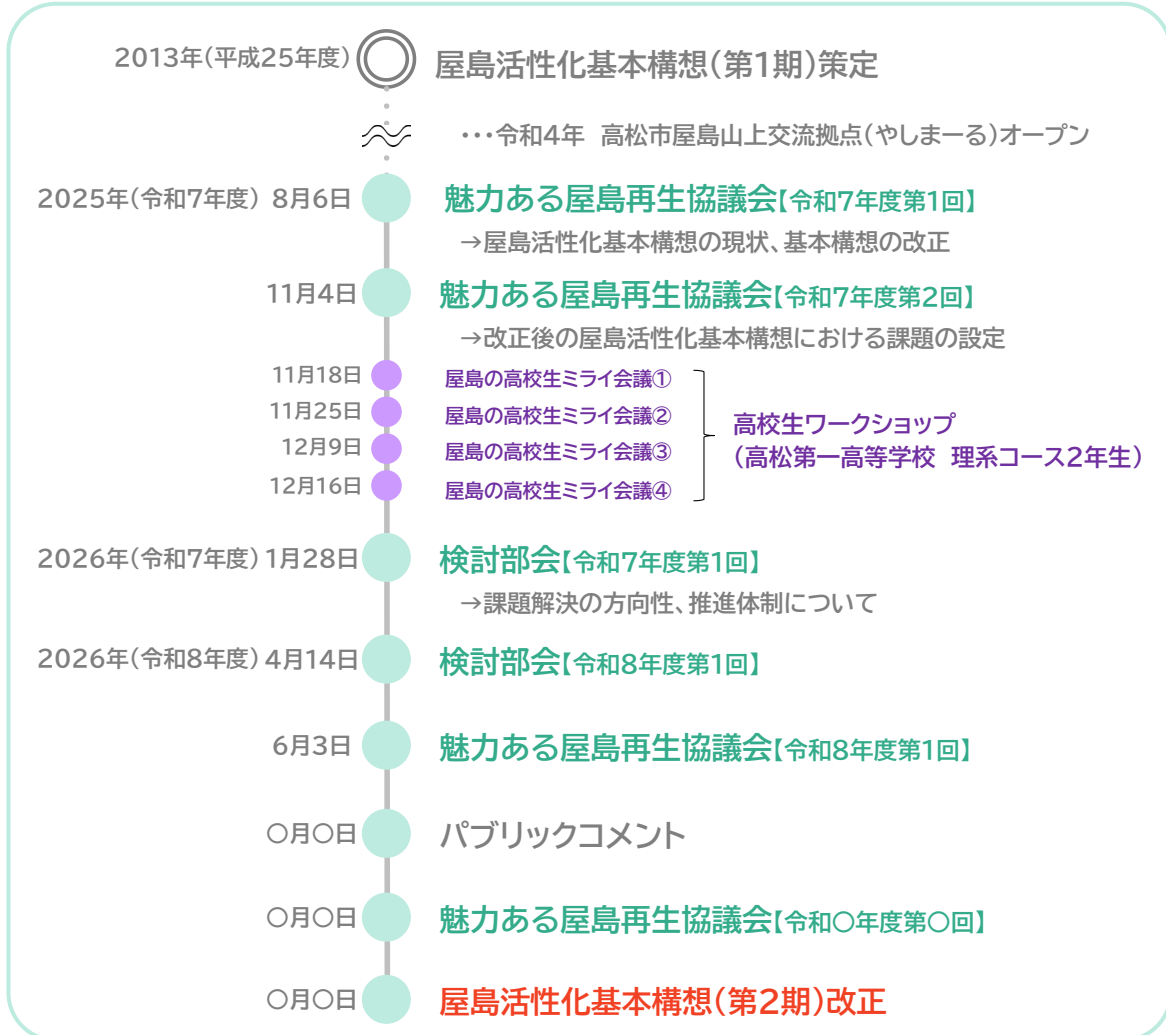 2013年(平成25年度) 屋島活性化基本構想(第1期)策定
・・・令和4年 高松市屋島山上交流拠点(やしまーる)オープン
2025年(令和7年度) 8月6日 魅力ある屋島再生協議会【令和7年度第1回】
→屋島活性化基本構想の現状、基本構想の改正
11月4日 魅力ある屋島再生協議会【令和7年度第2回】
→改正後の屋島活性化基本構想における課題の設定
11月18日 屋島の高校生ミライ会議①
11月25日 屋島の高校生ミライ会議②
12月9日 屋島の高校生ミライ会議③
12月16日 屋島の高校生ミライ会議④
高校生ワークショップ
(高松第一高等学校 理系コース2年生)
2026年(令和7年度) 1月28日 検討部会【令和7年度第1回】
→課題解決の方向性、推進体制について
2026年(令和8年度) 4月14日 検討部会【令和8年度第1回】
6月3日 魅力ある屋島再生協議会【令和8年度第1回】
〇月〇日 パブリックコメント
〇月〇日 魅力ある屋島再生協議会【令和〇年度第〇回】
〇月〇日 屋島活性化基本構想(第2期)改正